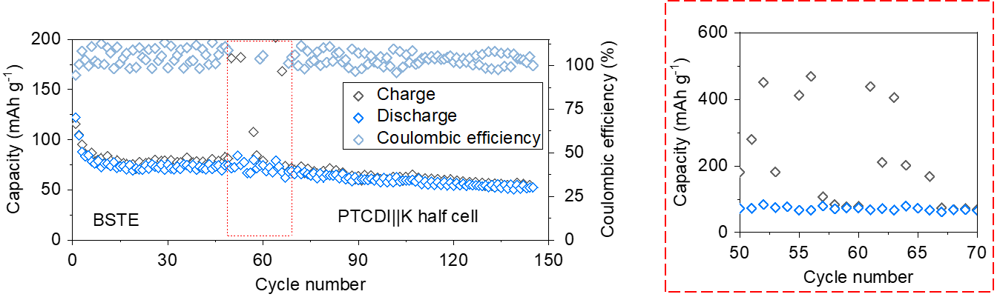 200
150
100
50
0
Capacity (mAh g-1)
0
30
60
90
120
150
Cycle number
100
75
50
25
0
Coulombic efficiency (%)
Charge
Discharge
Coulombic efficiency
BSTE
PTCDI||K half cell
600
400
200
0
Capacity (mAh g-1)
50
55
60
65
70
Cycle number